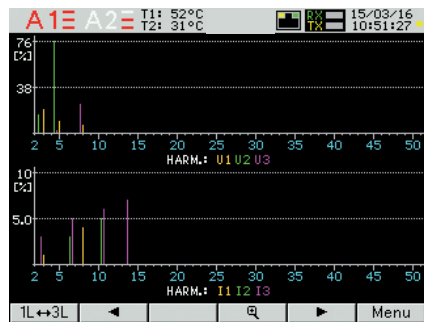 A1Ξ A2Ξ T1: 52°C RX 15/03/16
T2: 31°C TX 10:51:27
76
[%]
38
2 5 10 15 20 25 30 35 40 45 50
HARM.: U1 U2 U3
10
[%]
5.0
2 5 10 15 20 25 30 35 40 45 50
HARM.: I1 I2 I3
1L↔3L ◄ ► Menu